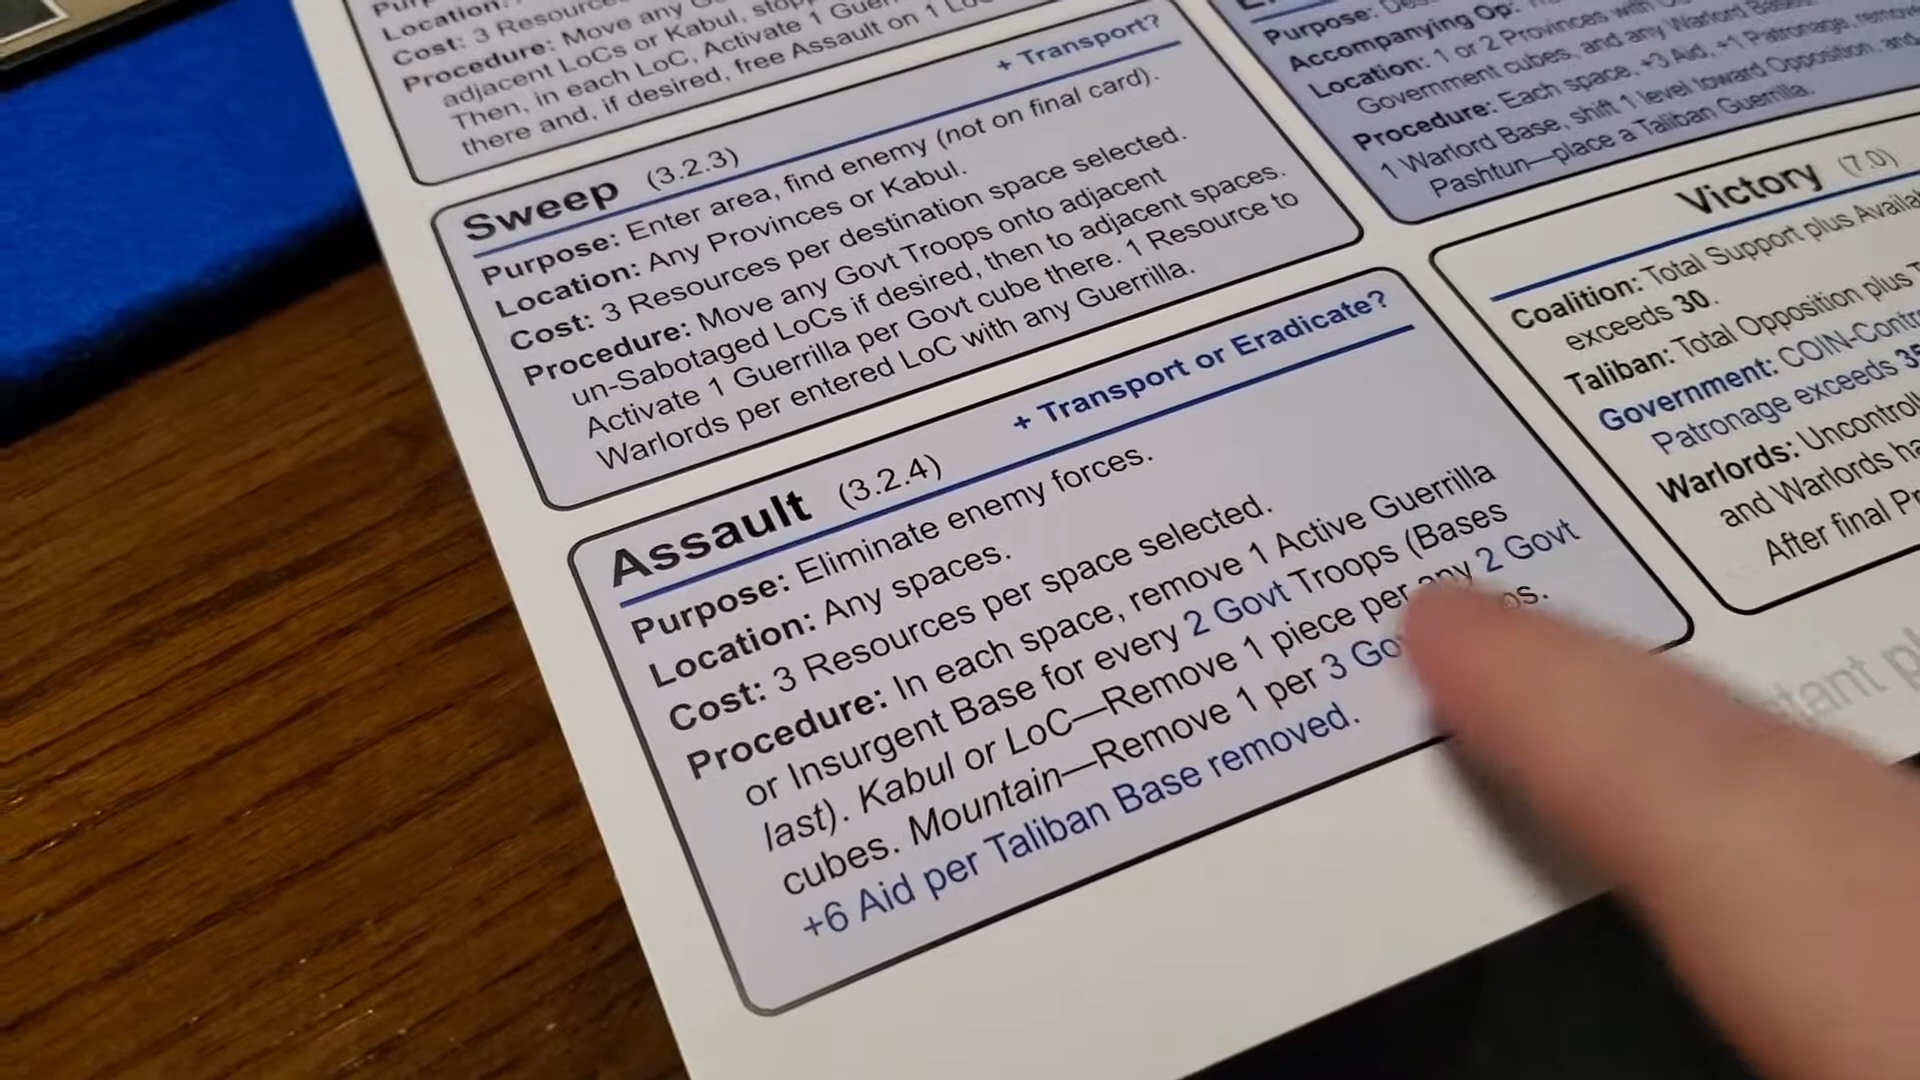 Location:
Cost: 3 Resources
Procedure: Move any
adjacent LoCs or Kabul,
Then, in each LoC, Activate 1
there and, if desired, free Assault on 1
+ Transport?
Sweep (3.2.3)
Purpose: Enter area, find enemy (not on final card).
Location: Any Provinces or Kabul.
Cost: 3 Resources per destination space selected.
Procedure: Move any Govt Troops onto adjacent
un-Sabotaged LoCs if desired, then to adjacent spaces.
Activate 1 Guerrilla per Govt cube there. 1 Resource to
Warlords per entered LoC with any Guerrilla.
+ Transport or Eradicate?
Assault (3.2.4)
Purpose: Eliminate enemy forces.
Location: Any spaces.
Cost: 3 Resources per space selected.
Procedure: In each space, remove 1 Active Guerrilla
or Insurgent Base for every 2 Govt Troops (Bases
last). Kabul or LoC—Remove 1 piece per any 2 Govt
cubes. Mountain—Remove 1 per 3
+6 Aid per Taliban Base removed.
Purpose:
Accompanying Op:
Location: 1 or 2 Provinces with
Government cubes, and any Warlord
Procedure: Each space, +3 Aid, +1 Patronage,
1 Warlord Base, shift 1 level toward Opposition, and
Pashtun—place a Taliban Guerrilla.
Victory (7.0)
Coalition: Total Support plus
exceeds 30.
Taliban: Total Opposition plus
Government:
Patronage exceeds 35
Warlords:
and Warlords
After final